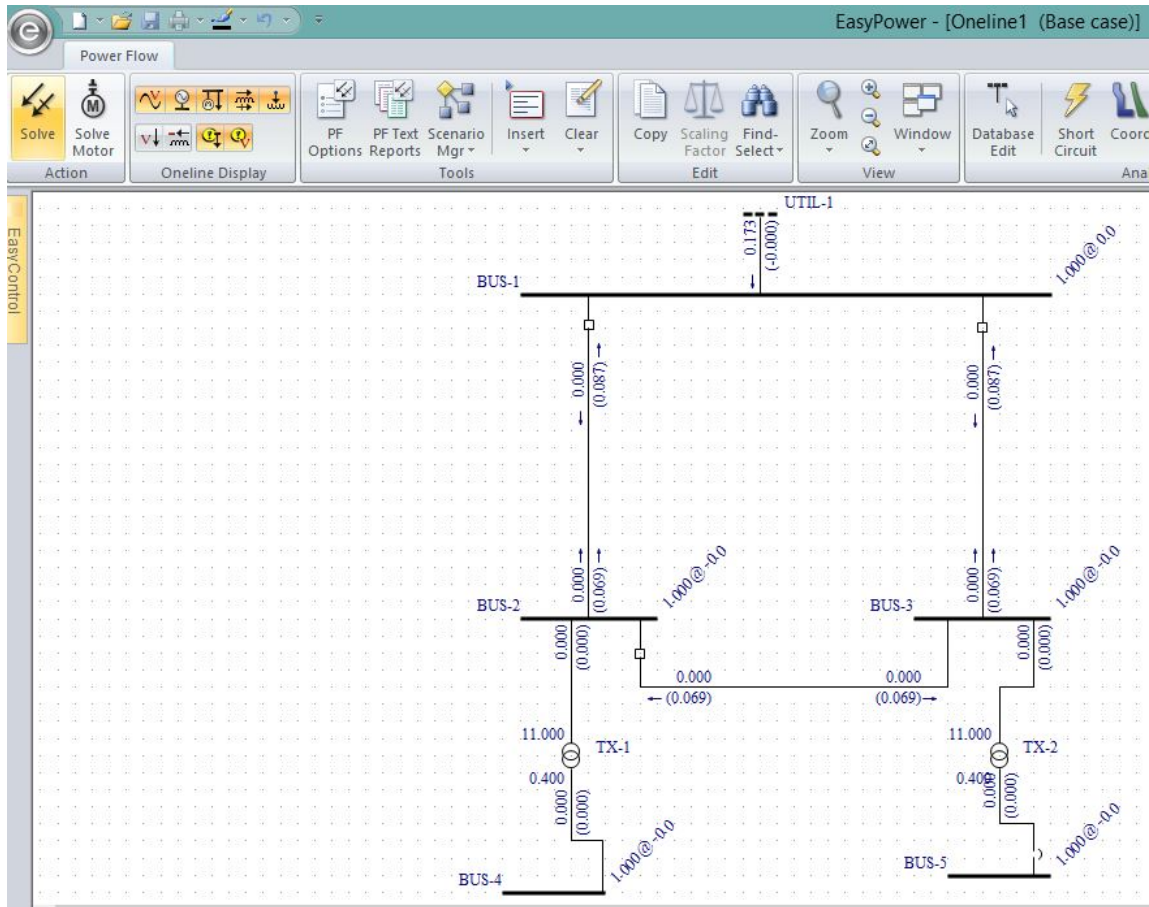 EasyPower - [Oneline1 (Base case)]
Power Flow
Solve
Solve Motor
PF Options
PF Text Reports
Scenario Mgr
Insert
Clear
Copy
Scaling Factor
Find-Select
Zoom
Window
Database Edit
Short Circuit
Coord
Action
Oneline Display
Tools
Edit
View
Ana
EasyControl
UTIL-1
0.173
(-0.000)
BUS-1
1.000@0.0
0.000
(0.087)
0.000
(0.087)
0.000
(0.069)
0.000
(0.069)
BUS-2
1.000@-0.0
BUS-3
1.000@-0.0
0.000
(0.000)
0.000
(0.000)
0.000
(0.069)
0.000
(0.069)
11.000
TX-1
0.400
11.000
TX-2
0.400
0.000
(0.000)
0.000
(0.000)
BUS-4
1.000@-0.0
BUS-5
1.000@-0.0